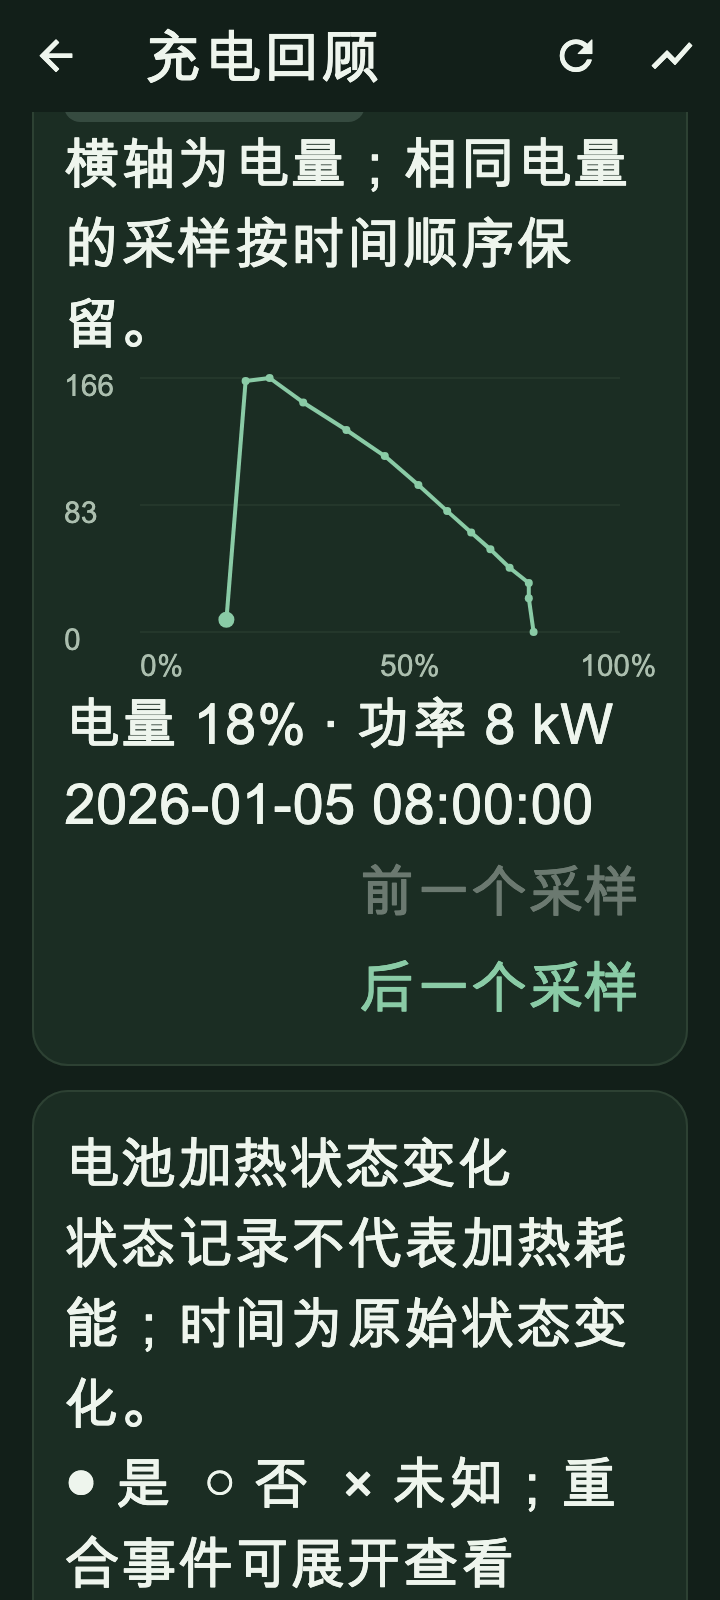 充电回顾
横轴为电量；相同电量
的采样按时间顺序保
留。
166
83
0
0% 50% 100%
电量 18% · 功率 8 kW
2026-01-05 08:00:00
前一个采样
后一个采样
电池加热状态变化
状态记录不代表加热耗
能；时间为原始状态变
化。
● 是 ○ 否 × 未知；重
合事件可展开查看